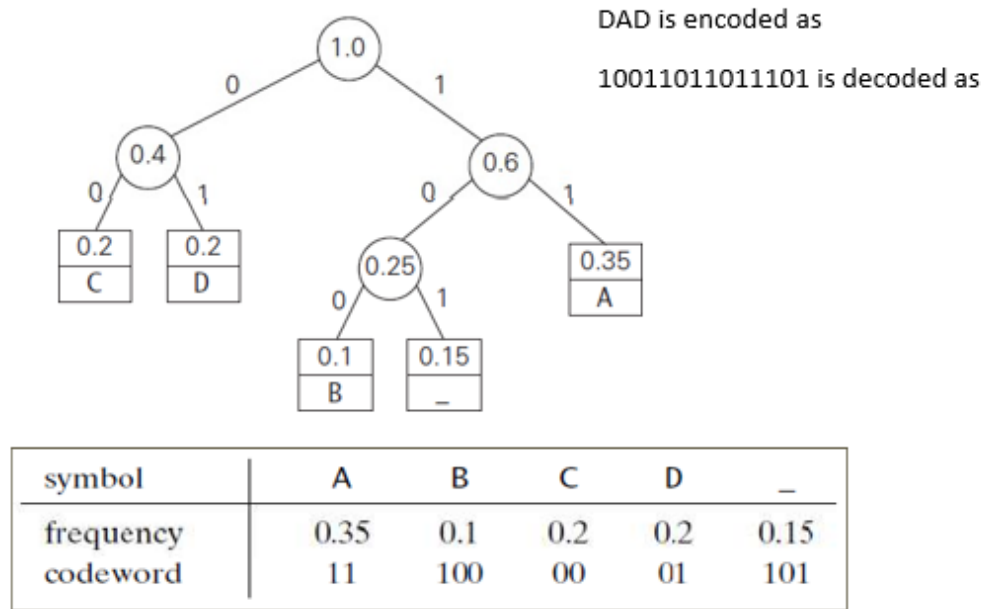 DAD is encoded as
1.0
10011011011101 is decoded as
0 1
0.4 0.6
0 1 0 1
0.2 0.2 0.25 0.35
C D A
0 1
0.1 0.15
B _
symbol A B C D _
frequency 0.35 0.1 0.2 0.2 0.15
codeword 11 100 00 01 101